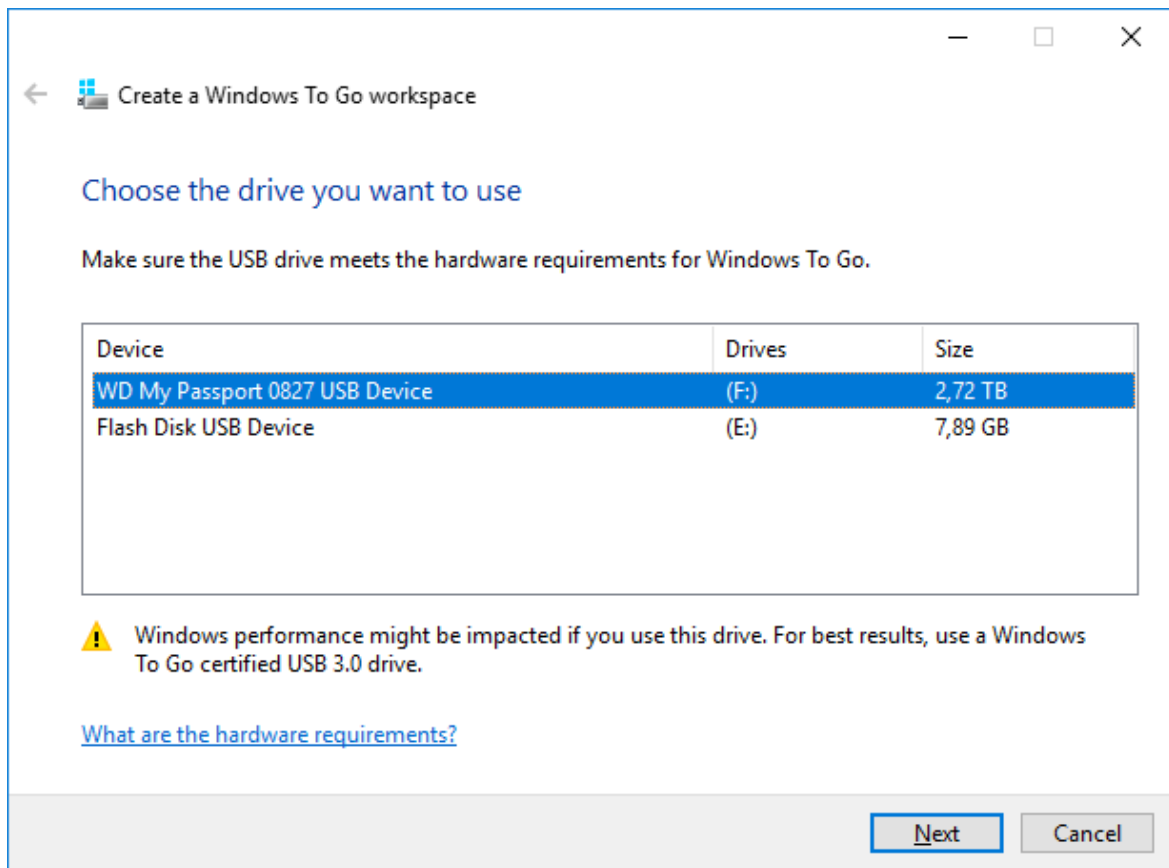 Create a Windows To Go workspace
Choose the drive you want to use
Make sure the USB drive meets the hardware requirements for Windows To Go.
Device Drives Size
WD My Passport 0827 USB Device (F:) 2,72 TB
Flash Disk USB Device (E:) 7,89 GB
Windows performance might be impacted if you use this drive. For best results, use a Windows
To Go certified USB 3.0 drive.
What are the hardware requirements?
Next Cancel